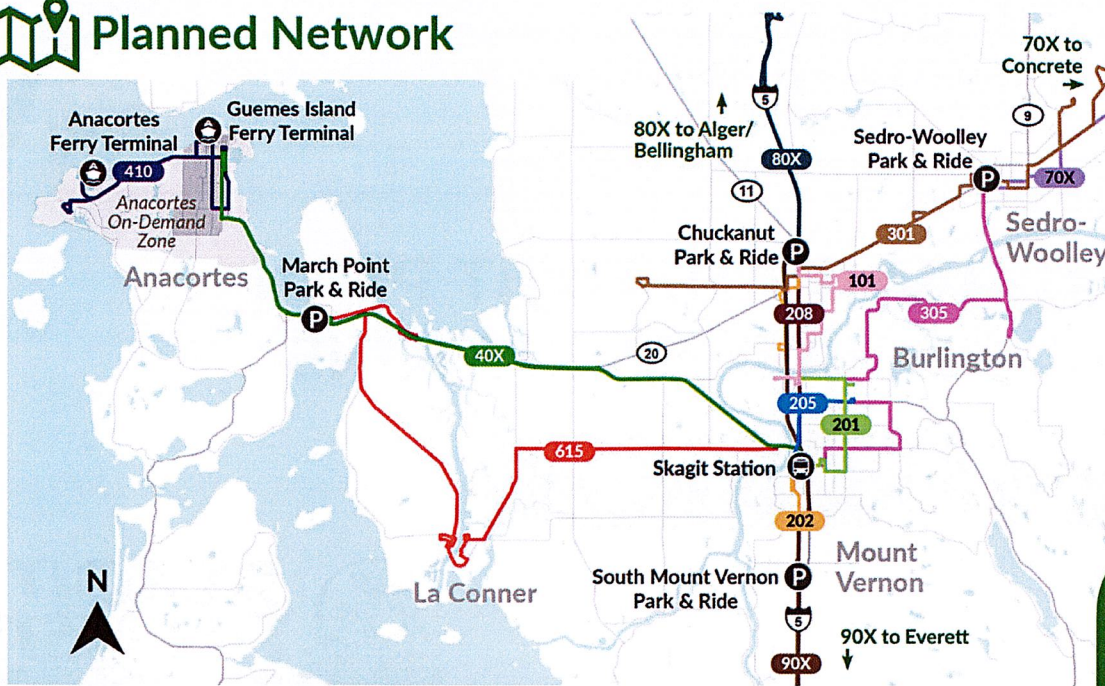 Planned Network
Anacortes
Ferry Terminal
Guemes Island
Ferry Terminal
410
Anacortes
On-Demand
Zone
Anacortes
March Point
Park & Ride
40X
20
615
La Conner
N
5
80X to Alger/
Bellingham
80X
11
Chuckanut
Park & Ride
70X to
Concrete
9
Sedro-Woolley
Park & Ride
70X
301
Sedro-
Woolley
101
208
305
Burlington
205
201
Skagit Station
202
Mount
Vernon
South Mount Vernon
Park & Ride
5
90X to Everett
90X